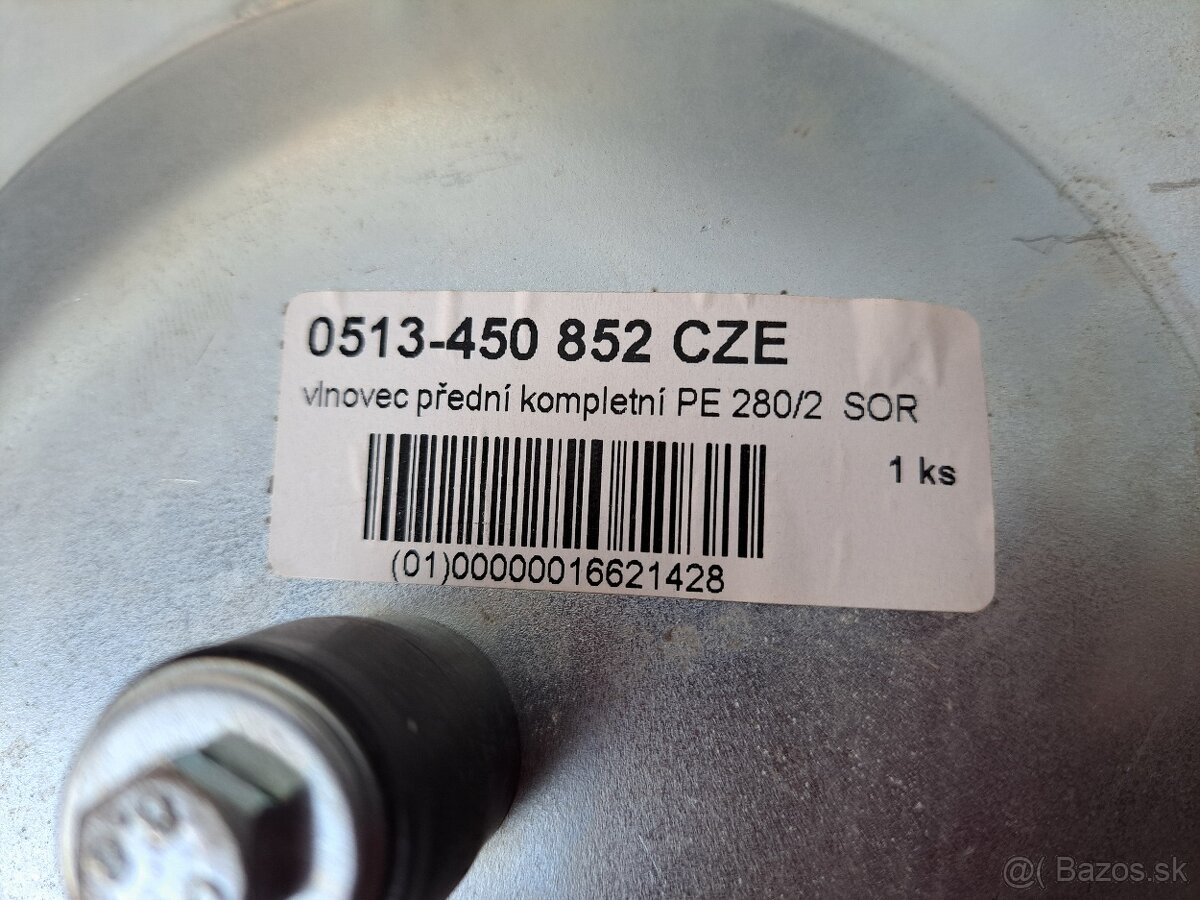 0513-450 852 CZE
vlnovec přední kompletní PE 280/2 SOR
1 ks
(01)00000016621428
@( Bazos.sk